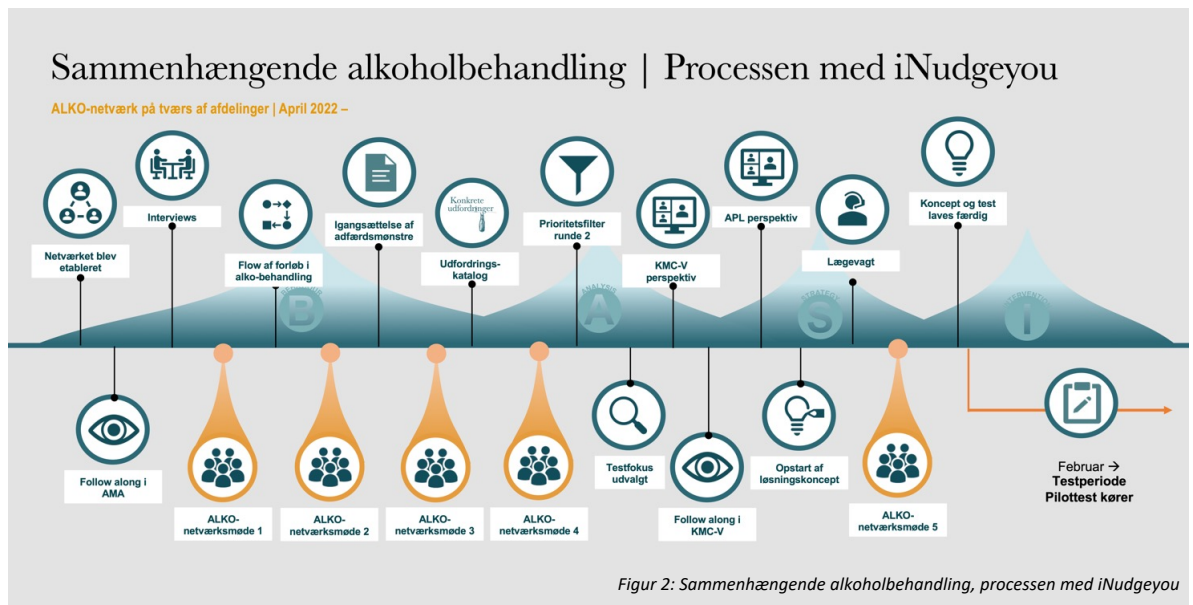 Sammenhængende alkoholbehandling | Processen med iNudgeyou
ALKO-netværk på tværs af afdelinger | April 2022 –
Netværket blev
etableret
Interviews
Flow af forløb i
alko-behandling
Igangsættelse af
adfærdsmønstre
Konkrete
udfordringer
Udfordrings-
katalog
Prioritetsfilter
runde 2
KMC-V
perspektiv
APL perspektiv
Lægevagt
Koncept og test
laves færdig
B
ANALYSIS
A
STRATEGY
S
I
Follow along i
AMA
ALKO-
netværksmøde 1
ALKO-
netværksmøde 2
ALKO-
netværksmøde 3
ALKO-
netværksmøde 4
Testfokus
udvalgt
Follow along i
KMC-V
Opstart af
løsningskoncept
ALKO-
netværksmøde 5
Februar →
Testperiode
Pilottest kører
Figur 2: Sammenhængende alkoholbehandling, processen med iNudgeyou